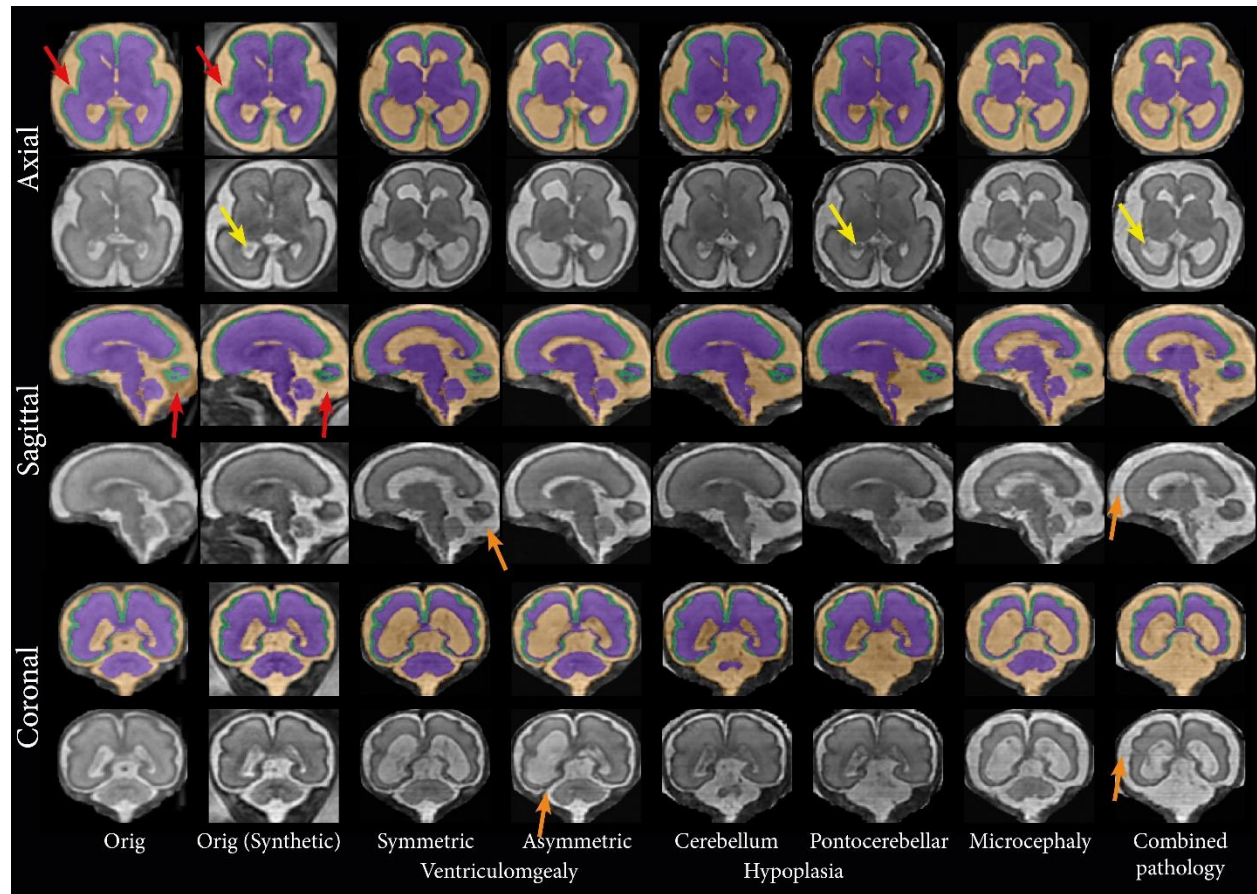 Axial
Sagittal
Coronal
Orig
Orig (Synthetic)
Symmetric
Asymmetric
Cerebellum
Pontocerebellar
Microcephaly
Combined
pathology
Ventriculomgealy
Hypoplasia